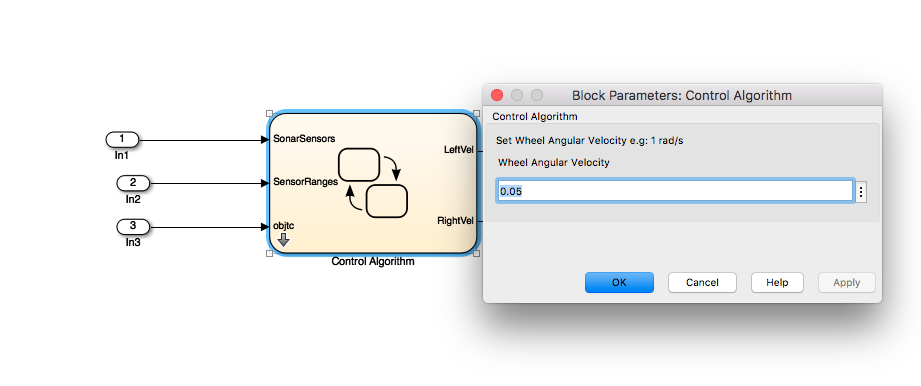 Block Parameters: Control Algorithm
Control Algorithm
Set Wheel Angular Velocity e.g: 1 rad/s
Wheel Angular Velocity
0.05
OK
Cancel
Help
Apply
1
In1
2
In2
3
In3
SonarSensors
SensorRanges
objtc
LeftVel
RightVel
Control Algorithm